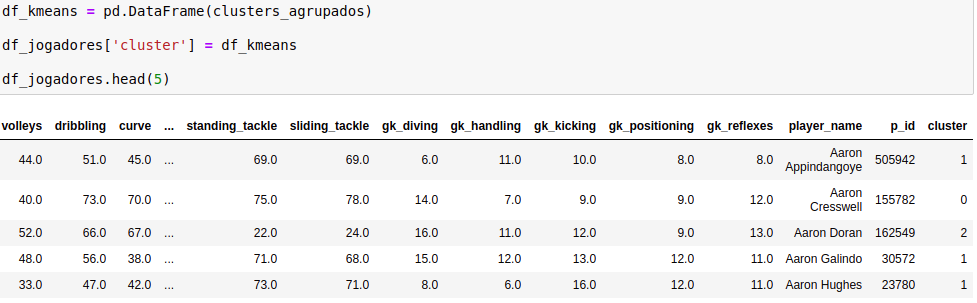 df_kmeans = pd.DataFrame(clusters_agrupados)
df_jogadores['cluster'] = df_kmeans
df_jogadores.head(5)
volleys dribbling curve ... standing_tackle sliding_tackle gk_diving gk_handling gk_kicking gk_positioning gk_reflexes player_name p_id cluster
44.0 51.0 45.0 ... 69.0 69.0 6.0 11.0 10.0 8.0 8.0 Aaron Appindangoye 505942 1
40.0 73.0 70.0 ... 75.0 78.0 14.0 7.0 9.0 9.0 12.0 Aaron Cresswell 155782 0
52.0 66.0 67.0 ... 22.0 24.0 16.0 11.0 12.0 9.0 13.0 Aaron Doran 162549 2
48.0 56.0 38.0 ... 71.0 68.0 15.0 12.0 13.0 12.0 11.0 Aaron Galindo 30572 1
33.0 47.0 42.0 ... 73.0 71.0 8.0 6.0 16.0 12.0 11.0 Aaron Hughes 23780 1